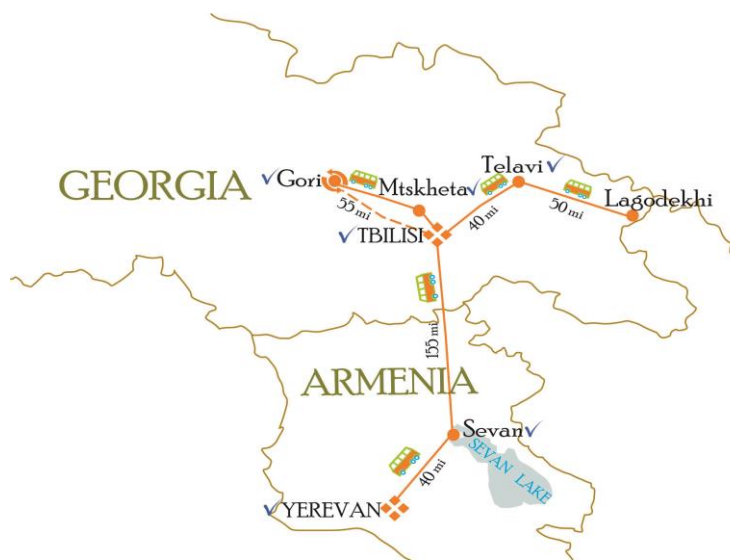 Telavi
GEORGIA
Gori
Mtskheta
Lagodekhi
55 mi
40 mi
50 mi
TBILISI
155 mi
ARMENIA
Sevan
SEVAN LAKE
40 mi
YEREVAN